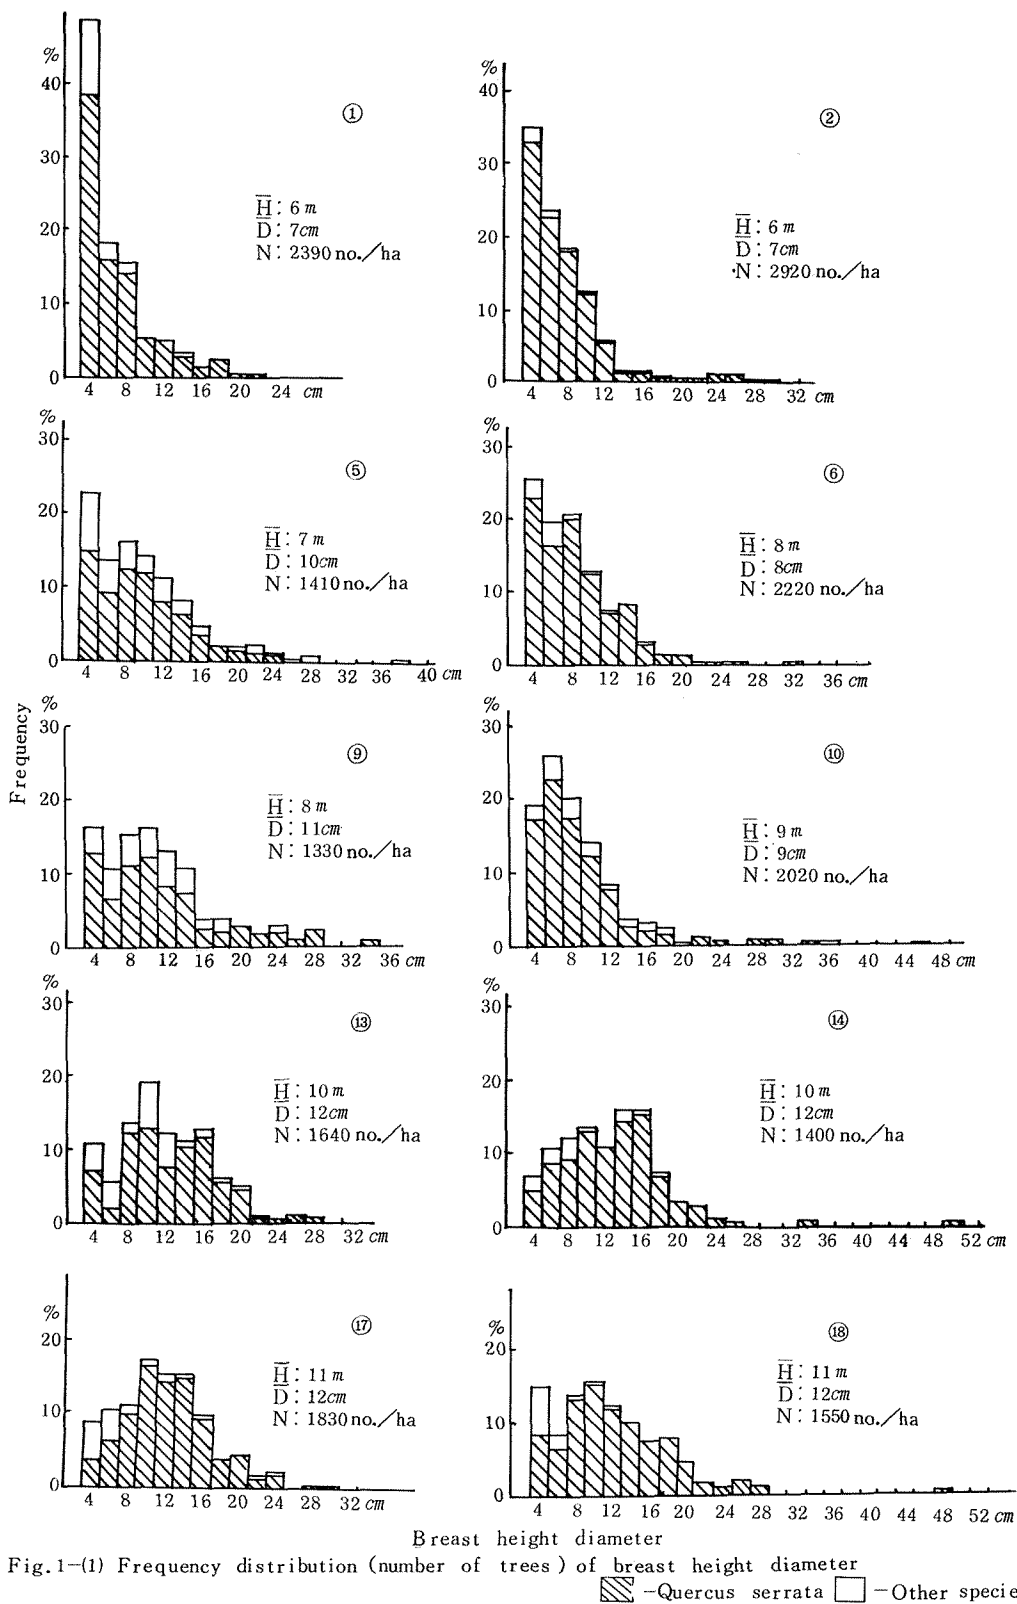 %
40
30
20
10
0
4 8 12 16 20 24 cm
①
H̅: 6 m
D̅: 7cm
N: 2390 no./ha
%
40
30
20
10
0
4 8 12 16 20 24 28 32 cm
②
H̅: 6 m
D̅: 7cm
N: 2920 no./ha
%
30
20
10
0
4 8 12 16 20 24 28 32 36 40 cm
⑤
H̅: 7 m
D̅: 10cm
N: 1410 no./ha
%
30
20
10
0
4 8 12 16 20 24 28 32 36 cm
⑥
H̅: 8 m
D̅: 8cm
N: 2220 no./ha
Frequency
%
30
20
10
0
4 8 12 16 20 24 28 32 36 cm
⑨
H̅: 8 m
D̅: 11cm
N: 1330 no./ha
%
30
20
10
0
4 8 12 16 20 24 28 32 36 40 44 48 cm
⑩
H̅: 9 m
D̅: 9cm
N: 2020 no./ha
%
30
20
10
0
4 8 12 16 20 24 28 32 cm
⑬
H̅: 10 m
D̅: 12cm
N: 1640 no./ha
%
30
20
10
0
4 8 12 16 20 24 28 32 36 40 44 48 52 cm
⑭
H̅: 10 m
D̅: 12cm
N: 1400 no./ha
%
20
10
0
4 8 12 16 20 24 28 32 cm
⑰
H̅: 11 m
D̅: 12cm
N: 1830 no./ha
%
20
10
0
4 8 12 16 20 24 28 32 36 40 44 48 52 cm
⑱
H̅: 11 m
D̅: 12cm
N: 1550 no./ha
Breast height diameter
Fig.1-(1) Frequency distribution (number of trees) of breast height diameter
-Quercus serrata -Other specie